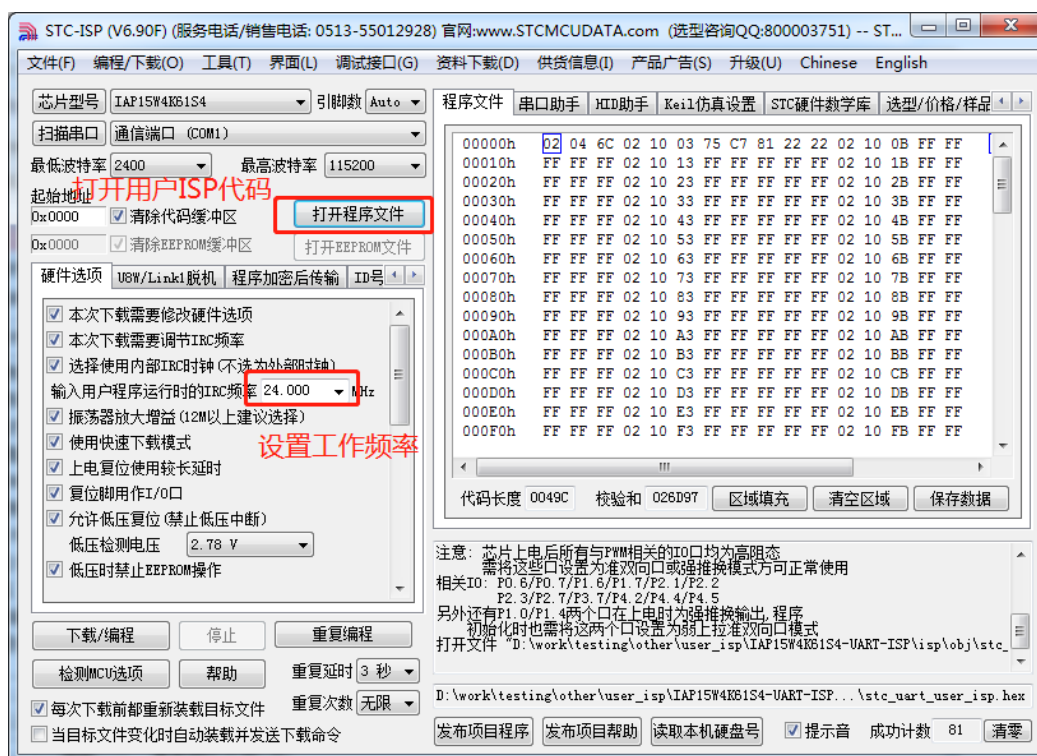 STC-ISP (V6.90F) (服务电话/销售电话: 0513-55012928) 官网:www.STCMCUDATA.com (选型咨询QQ:800003751) -- ST...
文件(F) 编程/下载(O) 工具(T) 界面(L) 调试接口(G) 资料下载(D) 供货信息(I) 产品广告(S) 升级(U) Chinese English
芯片型号 IAP15W4K61S4 引脚数 Auto
扫描串口 通信端口 (COM1)
最低波特率 2400 最高波特率 115200
起始地址
打开用户ISP代码
0x0000 清除代码缓冲区 打开程序文件
0x0000 清除EEPROM缓冲区 打开EEPROM文件
硬件选项 U8W/Link1脱机 程序加密后传输 ID号
本次下载需要修改硬件选项
本次下载需要调节IRC频率
选择使用内部IRC时钟(不选为外部时钟)
输入用户程序运行时的IRC频率 24.000 MHz
振荡器放大增益(12M以上建议选择)
使用快速下载模式
设置工作频率
上电复位使用较长延时
复位脚用作I/O口
允许低压复位(禁止低压中断)
低压检测电压 2.78 V
低压时禁止EEPROM操作
下载/编程 停止 重复编程
检测MCU选项 帮助 重复延时 3 秒
每次下载前都重新装载目标文件 重复次数 无限
当目标文件变化时自动装载并发送下载命令
程序文件 串口助手 HID助手 Keil仿真设置 STC硬件数学库 选型/价格/样品
00000h 02 04 6C 02 10 03 75 C7 81 22 22 02 10 0B FF FF
00010h FF FF FF 02 10 13 FF FF FF FF FF 02 10 1B FF FF
00020h FF FF FF 02 10 23 FF FF FF FF FF 02 10 2B FF FF
00030h FF FF FF 02 10 33 FF FF FF FF FF 02 10 3B FF FF
00040h FF FF FF 02 10 43 FF FF FF FF FF 02 10 4B FF FF
00050h FF FF FF 02 10 53 FF FF FF FF FF 02 10 5B FF FF
00060h FF FF FF 02 10 63 FF FF FF FF FF 02 10 6B FF FF
00070h FF FF FF 02 10 73 FF FF FF FF FF 02 10 7B FF FF
00080h FF FF FF 02 10 83 FF FF FF FF FF 02 10 8B FF FF
00090h FF FF FF 02 10 93 FF FF FF FF FF 02 10 9B FF FF
000A0h FF FF FF 02 10 A3 FF FF FF FF FF 02 10 AB FF FF
000B0h FF FF FF 02 10 B3 FF FF FF FF FF 02 10 BB FF FF
000C0h FF FF FF 02 10 C3 FF FF FF FF FF 02 10 CB FF FF
000D0h FF FF FF 02 10 D3 FF FF FF FF FF 02 10 DB FF FF
000E0h FF FF FF 02 10 E3 FF FF FF FF FF 02 10 EB FF FF
000F0h FF FF FF 02 10 F3 FF FF FF FF FF 02 10 FB FF FF
代码长度 0049C 校验和 026D97 区域填充 清空区域 保存数据
注意: 芯片上电后所有与PWM相关的IO口均为高阻态
需将这些口设置为准双向口或强推挽模式方可正常使用
相关IO: P0.6/P0.7/P1.6/P1.7/P2.1/P2.2
P2.3/P2.7/P3.7/P4.2/P4.4/P4.5
另外还有P1.0/P1.4两个口在上电时为强推挽输出,程序
初始化时也需将这两个口设置为弱上拉准双向口模式
打开文件 "D:\work\testing\other\user_isp\IAP15W4K61S4-UART-ISP\isp\obj\stc_
D:\work\testing\other\user_isp\IAP15W4K61S4-UART-ISP...\stc_uart_user_isp.hex
发布项目程序 发布项目帮助 读取本机硬盘号 提示音 成功计数 81 清零